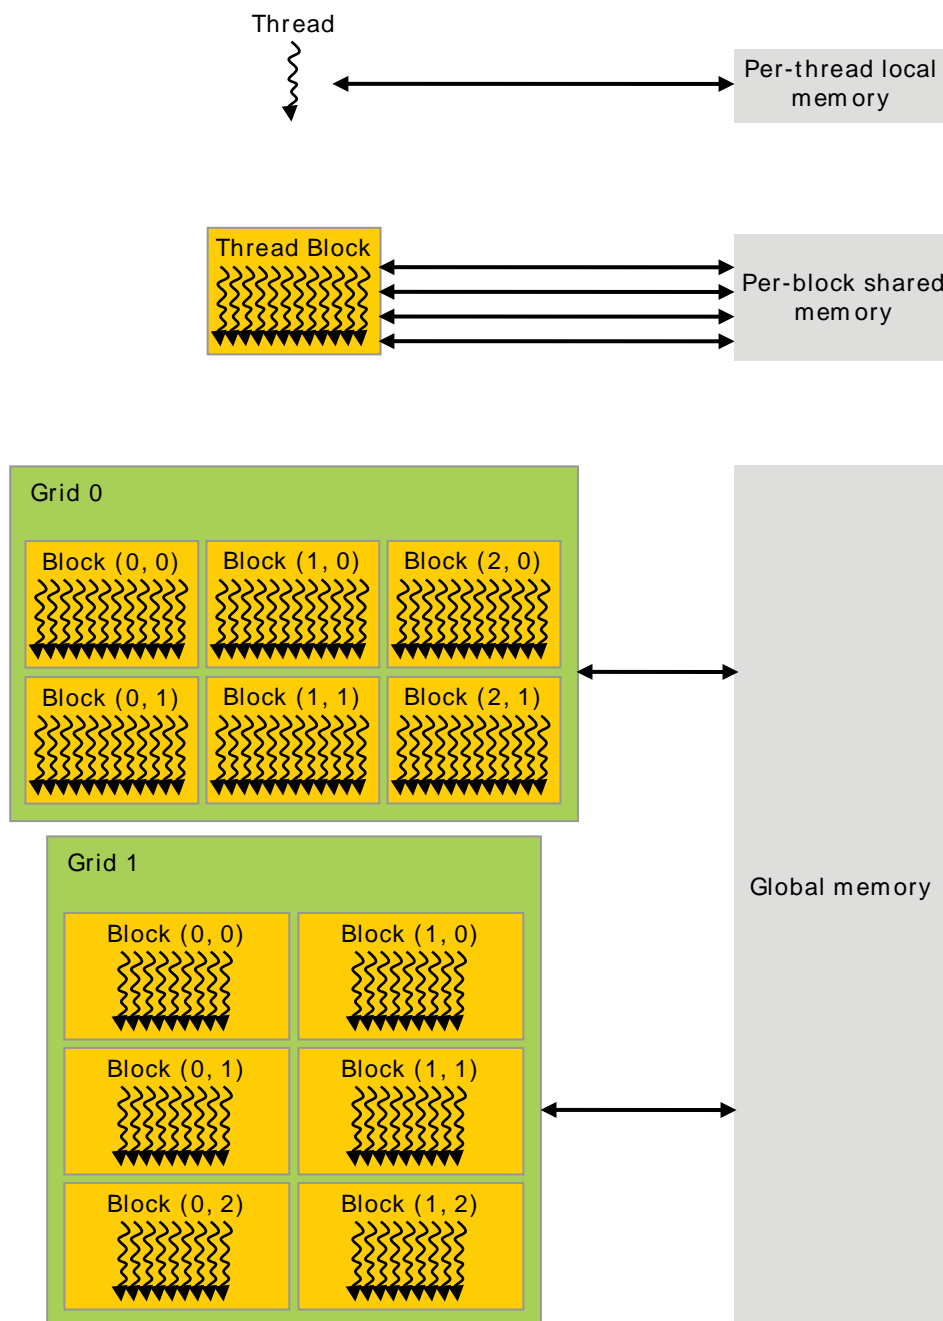 Thread
Per-thread local
memory
Thread Block
Per-block shared
memory
Grid 0
Block (0, 0)
Block (1, 0)
Block (2, 0)
Block (0, 1)
Block (1, 1)
Block (2, 1)
Grid 1
Global memory
Block (0, 0)
Block (1, 0)
Block (0, 1)
Block (1, 1)
Block (0, 2)
Block (1, 2)